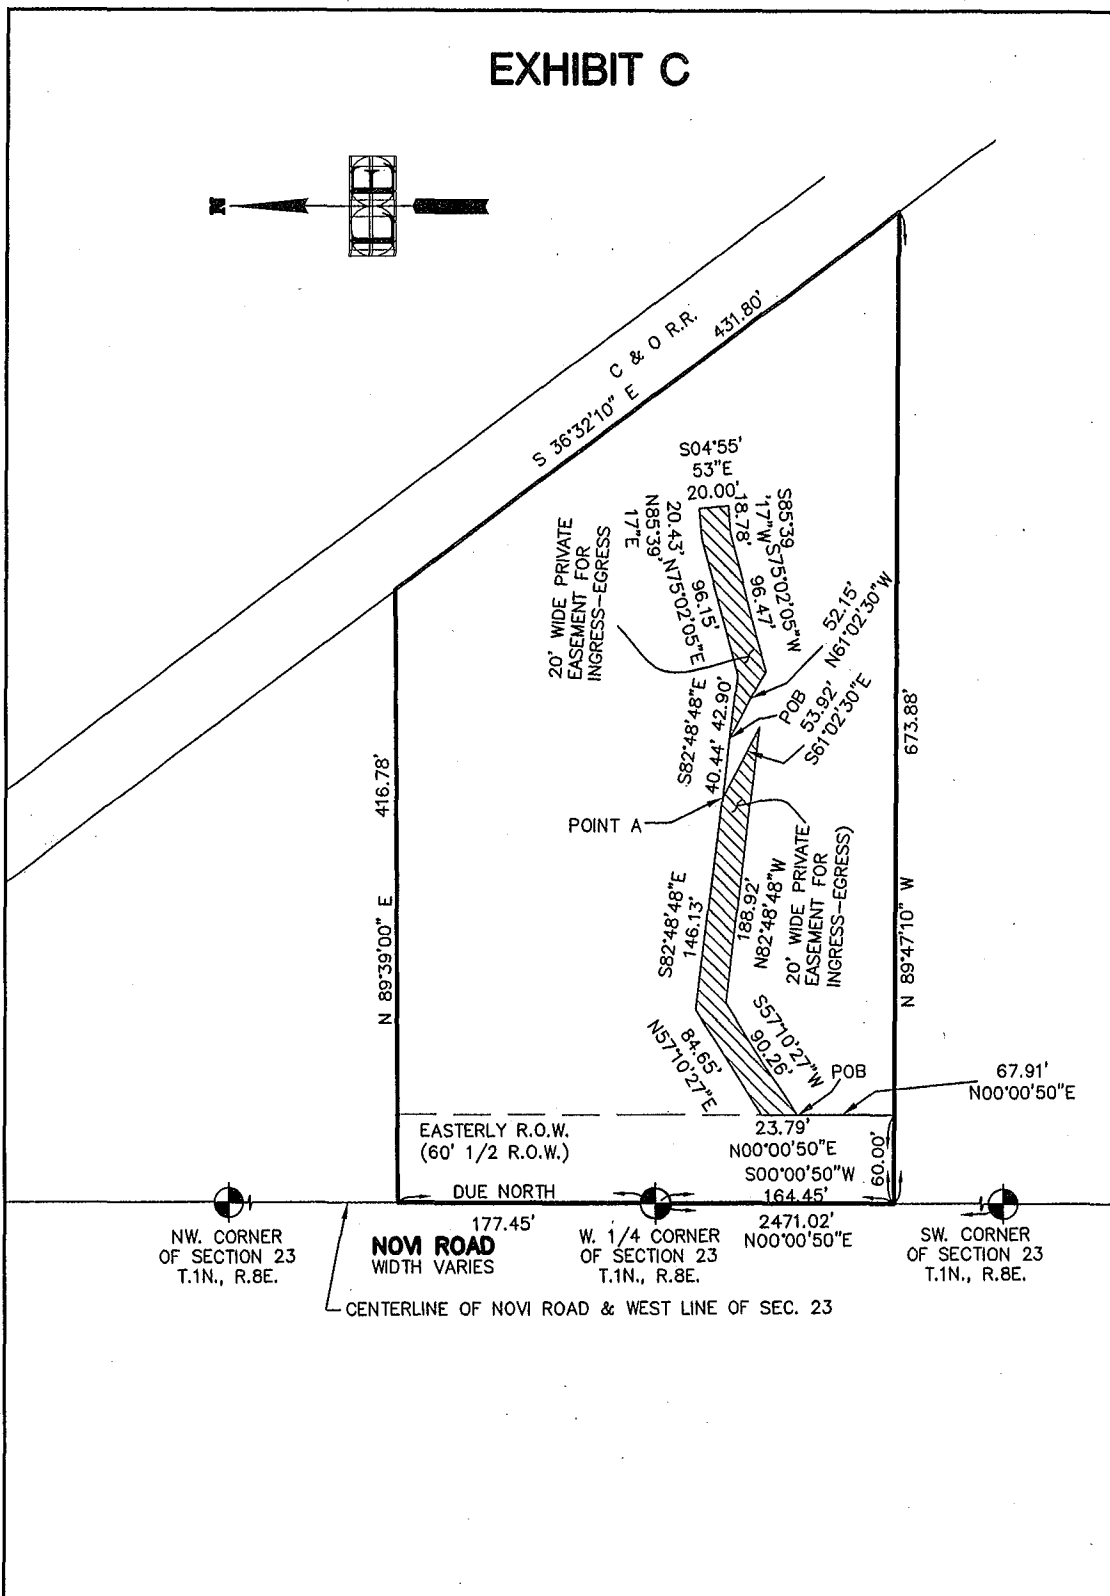 EXHIBIT C
N
C & O R.R.
431.80'
S 36°32'10" E
S04°55'
53"E
20.00'
N85°39'
17"E
20.43'
N75°02'05"E
96.15'
S85°39
'17"W
18.78'
S75°02'05"W
96.47'
20' WIDE PRIVATE
EASEMENT FOR
INGRESS-EGRESS
52.15'
N61°02'30"W
S82°48'48"E
42.90'
40.44'
POB
53.92'
S61°02'30"E
POINT A
416.78'
N 89°39'00" E
673.88'
N 89°47'10" W
S82°48'48"E
146.13'
188.92'
N82°48'48"W
20' WIDE PRIVATE
EASEMENT FOR
INGRESS-EGRESS)
84.65'
N57°10'27"E
S57°10'27"W
90.26'
POB
67.91'
N00°00'50"E
EASTERLY R.O.W.
(60' 1/2 R.O.W.)
23.79'
N00°00'50"E
S00°00'50"W
60.00'
DUE NORTH
164.45'
177.45'
2471.02'
N00°00'50"E
NW. CORNER
OF SECTION 23
T.1N., R.8E.
NOVI ROAD
WIDTH VARIES
W. 1/4 CORNER
OF SECTION 23
T.1N., R.8E.
SW. CORNER
OF SECTION 23
T.1N., R.8E.
CENTERLINE OF NOVI ROAD & WEST LINE OF SEC. 23